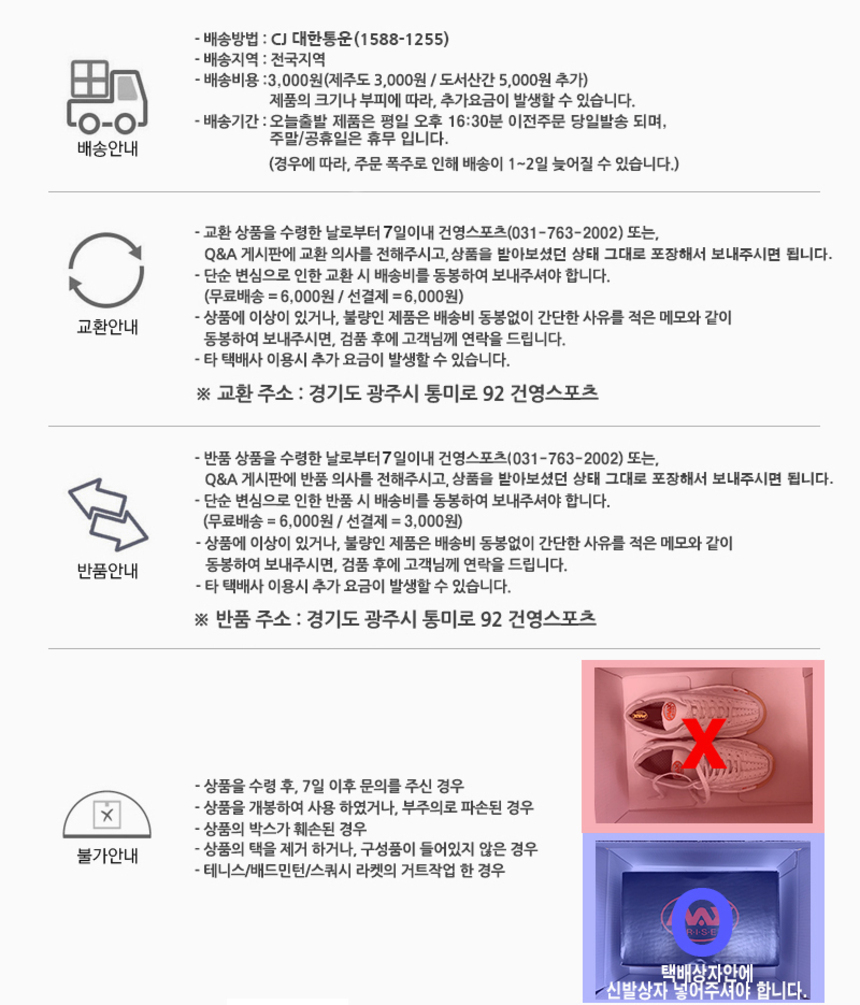 - 배송방법 : CJ 대한통운(1588-1255)
- 배송지역 : 전국지역
- 배송비용 :3,000원(제주도 3,000원 / 도서산간 5,000원 추가)
제품의 크기나 부피에 따라, 추가요금이 발생할 수 있습니다.
- 배송기간 : 오늘출발 제품은 평일 오후 16:30분 이전주문 당일발송 되며,
주말/공휴일은 휴무 입니다.
(경우에 따라, 주문 폭주로 인해 배송이 1~2일 늦어질 수 있습니다.)
배송안내
- 교환 상품을 수령한 날로부터 7일이내 건영스포츠(031-763-2002) 또는,
Q&A 게시판에 교환 의사를 전해주시고, 상품을 받아보셨던 상태 그대로 포장해서 보내주시면 됩니다.
- 단순 변심으로 인한 교환 시 배송비를 동봉하여 보내주셔야 합니다.
(무료배송 = 6,000원 / 선결제 = 6,000원)
- 상품에 이상이 있거나, 불량인 제품은 배송비 동봉없이 간단한 사유를 적은 메모와 같이
동봉하여 보내주시면, 검품 후에 고객님께 연락을 드립니다.
- 타 택배사 이용시 추가 요금이 발생할 수 있습니다.
※ 교환 주소 : 경기도 광주시 통미로 92 건영스포츠
교환안내
- 반품 상품을 수령한 날로부터 7일이내 건영스포츠(031-763-2002) 또는,
Q&A 게시판에 반품 의사를 전해주시고, 상품을 받아보셨던 상태 그대로 포장해서 보내주시면 됩니다.
- 단순 변심으로 인한 반품 시 배송비를 동봉하여 보내주셔야 합니다.
(무료배송 = 6,000원 / 선결제 = 3,000원)
- 상품에 이상이 있거나, 불량인 제품은 배송비 동봉없이 간단한 사유를 적은 메모와 같이
동봉하여 보내주시면, 검품 후에 고객님께 연락을 드립니다.
- 타 택배사 이용시 추가 요금이 발생할 수 있습니다.
※ 반품 주소 : 경기도 광주시 통미로 92 건영스포츠
반품안내
- 상품을 수령 후, 7일 이후 문의를 주신 경우
- 상품을 개봉하여 사용 하였거나, 부주의로 파손된 경우
- 상품의 박스가 훼손된 경우
- 상품의 택을 제거 하거나, 구성품이 들어있지 않은 경우
- 테니스/배드민턴/스쿼시 라켓의 거트작업 한 경우
불가안내
X
R·I·S·E
택배상자안에
신발상자 넣어주셔야 합니다.